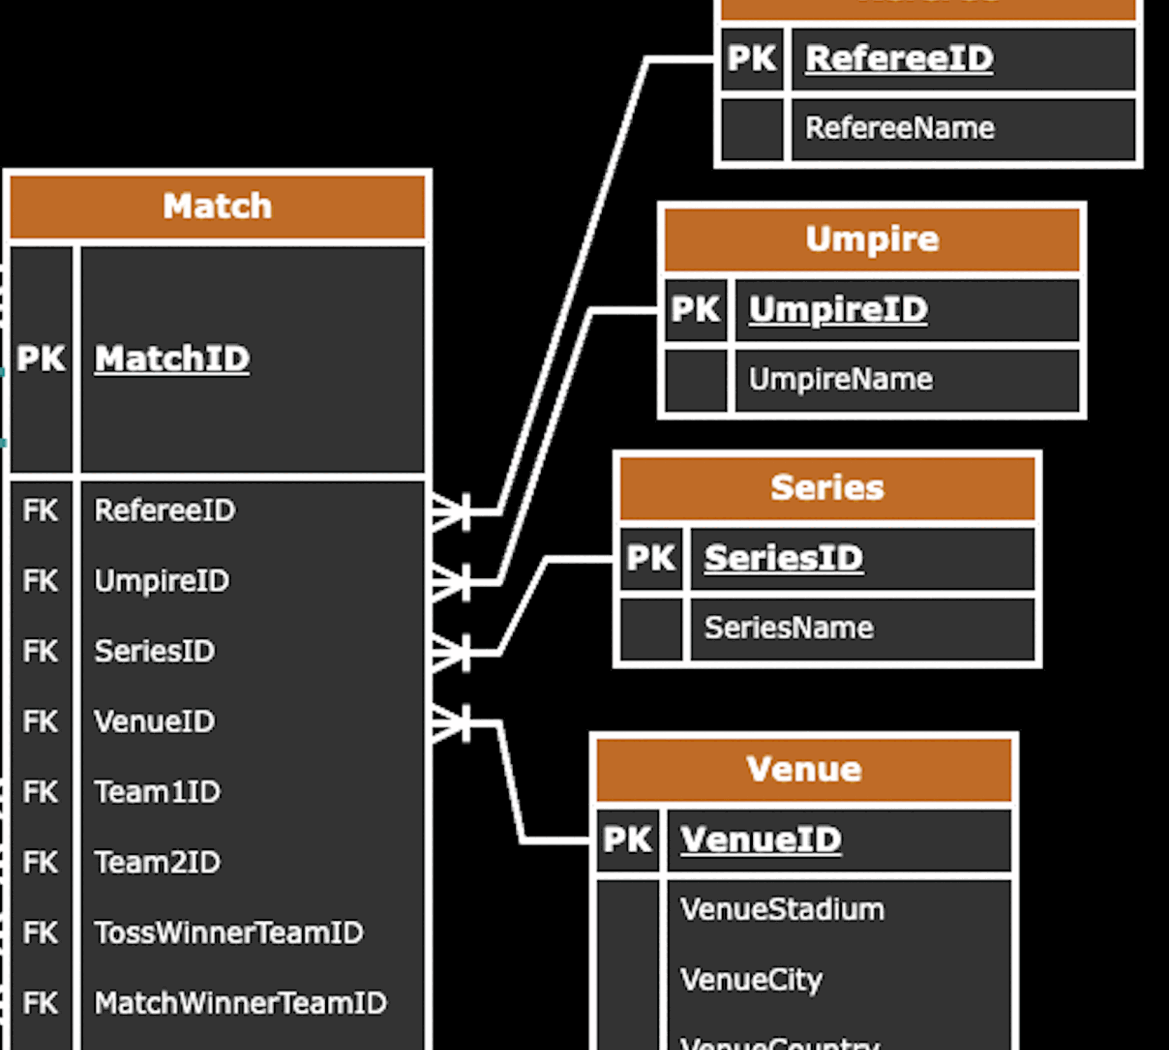 PK RefereeID
RefereeName
Match
PK MatchID
FK RefereeID
FK UmpireID
FK SeriesID
FK VenueID
FK Team1ID
FK Team2ID
FK TossWinnerTeamID
FK MatchWinnerTeamID
Umpire
PK UmpireID
UmpireName
Series
PK SeriesID
SeriesName
Venue
PK VenueID
VenueStadium
VenueCity
VenueCountry